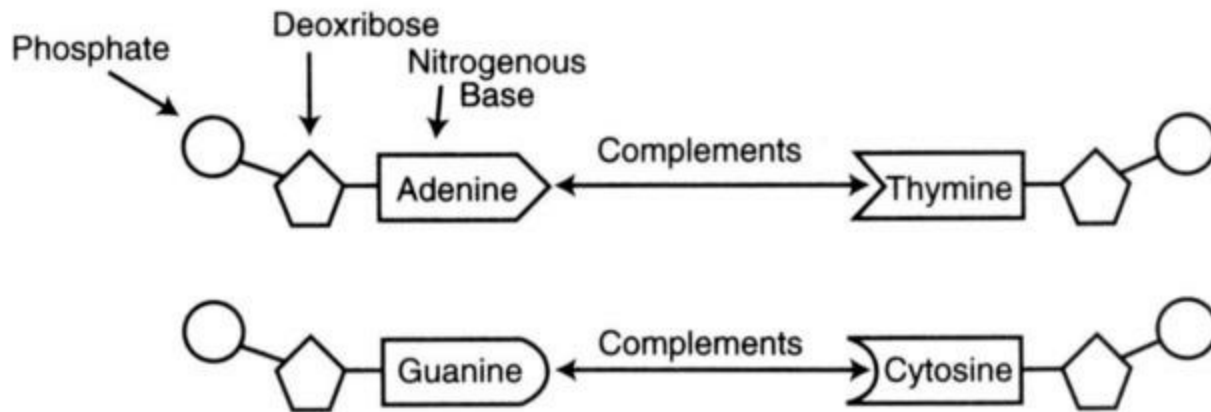 Phosphate
Deoxribose
Nitrogenous
Base
Adenine
Complements
Thymine
Guanine
Complements
Cytosine